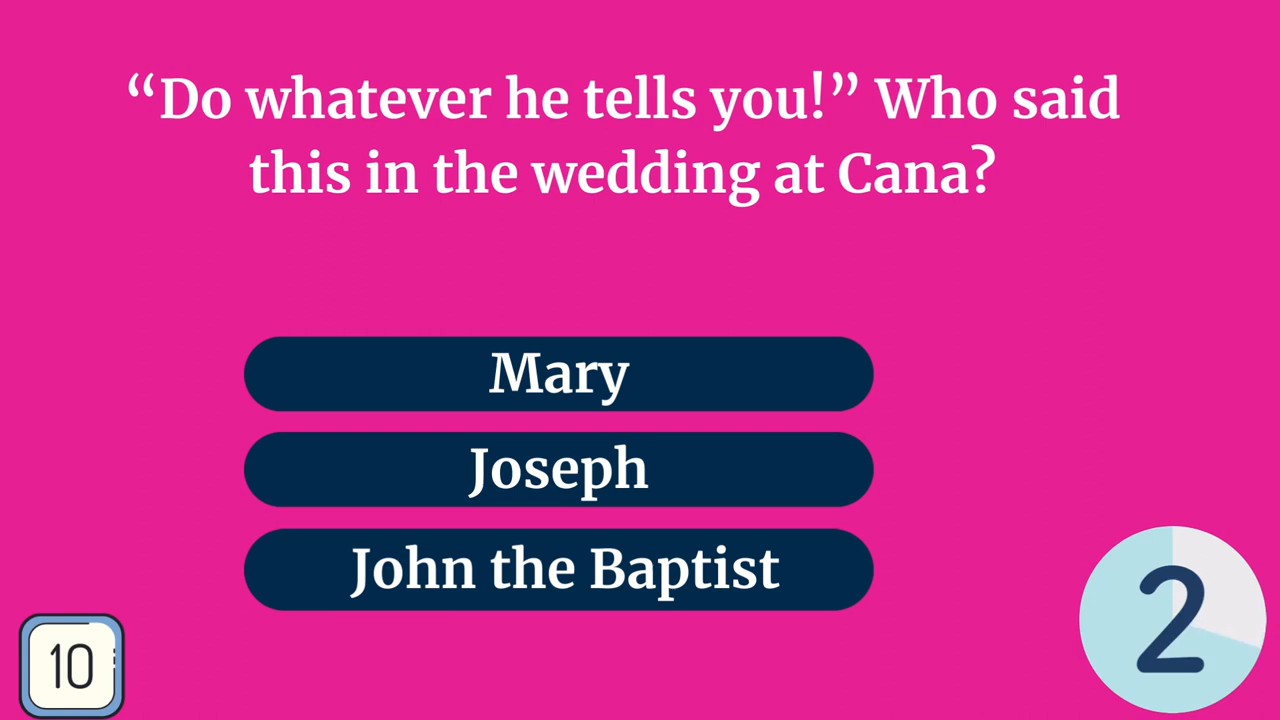 “Do whatever he tells you!” Who said
this in the wedding at Cana?
Mary
Joseph
John the Baptist
10
2